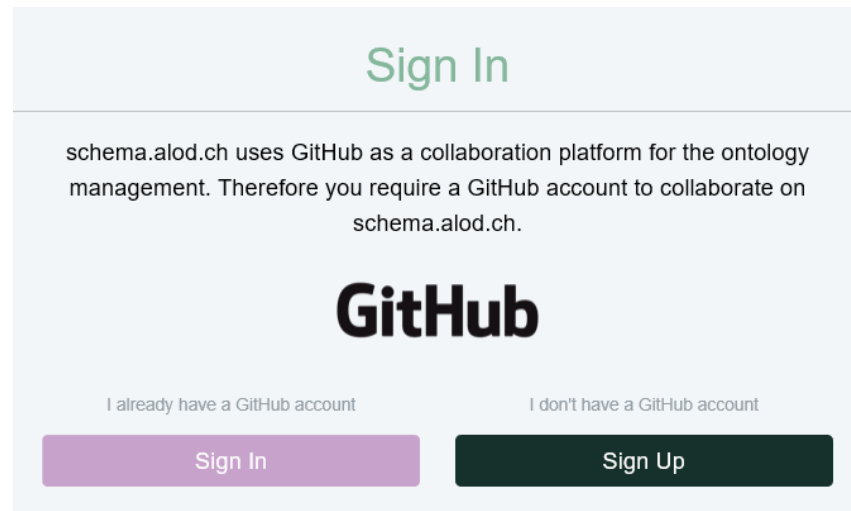 Sign In
schema.alod.ch uses GitHub as a collaboration platform for the ontology
management. Therefore you require a GitHub account to collaborate on
schema.alod.ch.
GitHub
I already have a GitHub account
I don't have a GitHub account
Sign In
Sign Up